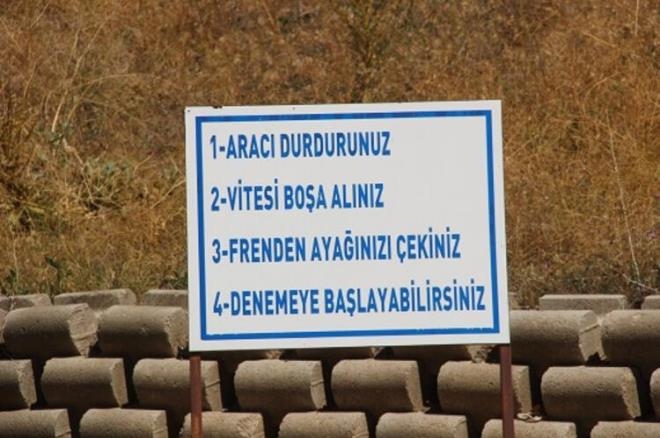 1-ARACI DURDURUNUZ
2-VİTESİ BOŞA ALINIZ
3-FRENDEN AYAĞINIZI ÇEKİNİZ
4-DENEMEYE BAŞLAYABİLİRSİNİZ